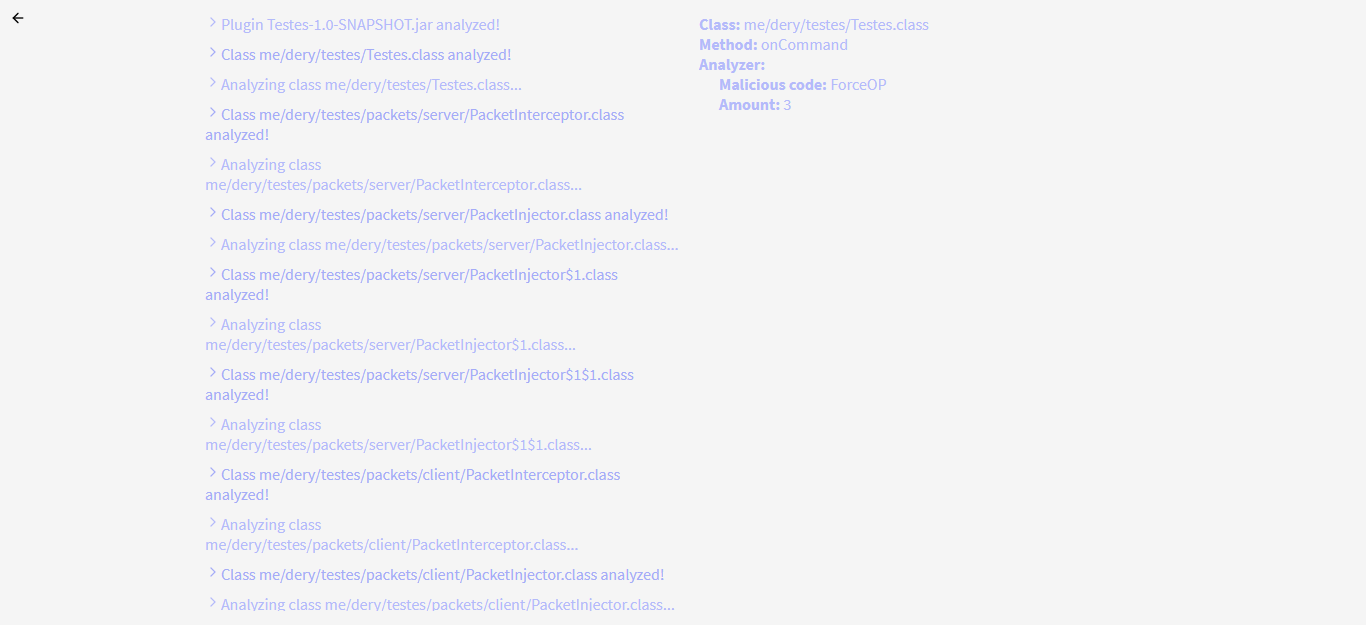 Plugin Testes-1.0-SNAPSHOT.jar analyzed!
Class me/dery/testes/Testes.class analyzed!
Analyzing class me/dery/testes/Testes.class...
Class me/dery/testes/packets/server/PacketInterceptor.class
analyzed!
Analyzing class
me/dery/testes/packets/server/PacketInterceptor.class...
Class me/dery/testes/packets/server/PacketInjector.class analyzed!
Analyzing class me/dery/testes/packets/server/PacketInjector.class...
Class me/dery/testes/packets/server/PacketInjector$1.class
analyzed!
Analyzing class
me/dery/testes/packets/server/PacketInjector$1.class...
Class me/dery/testes/packets/server/PacketInjector$1$1.class
analyzed!
Analyzing class
me/dery/testes/packets/server/PacketInjector$1$1.class...
Class me/dery/testes/packets/client/PacketInterceptor.class
analyzed!
Analyzing class
me/dery/testes/packets/client/PacketInterceptor.class...
Class me/dery/testes/packets/client/PacketInjector.class analyzed!
Analyzing class me/dery/testes/packets/client/PacketInjector.class...
Class: me/dery/testes/Testes.class
Method: onCommand
Analyzer:
Malicious code: ForceOP
Amount: 3